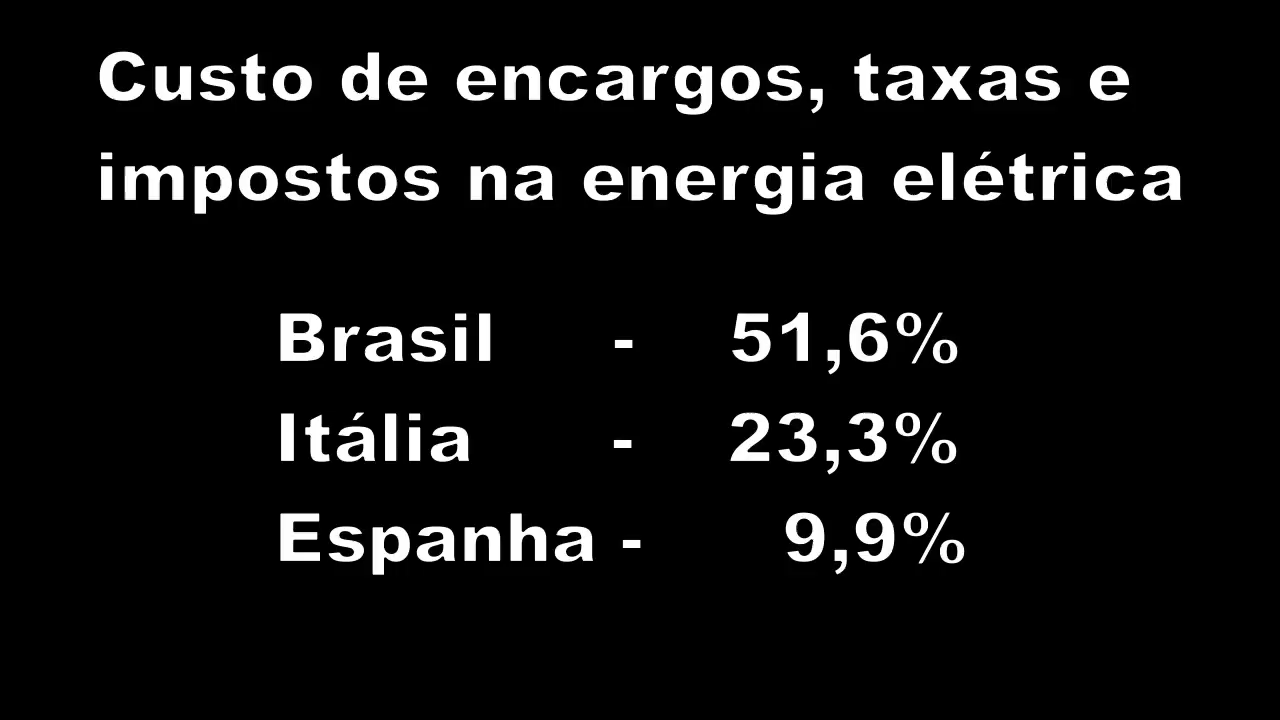 Custo de encargos, taxas e
impostos na energia elétrica
Brasil - 51,6%
Itália - 23,3%
Espanha - 9,9%